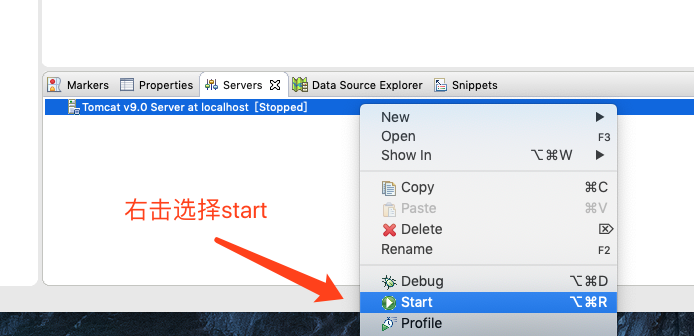 Markers Properties Servers Data Source Explorer Snippets
Tomcat v9.0 Server at localhost [Stopped]
New
Open F3
Show In ⌥⌘W
Copy ⌘C
Paste ⌘V
Delete ⌦
Rename F2
Debug ⌥⌘D
Start ⌥⌘R
Profile
右击选择start